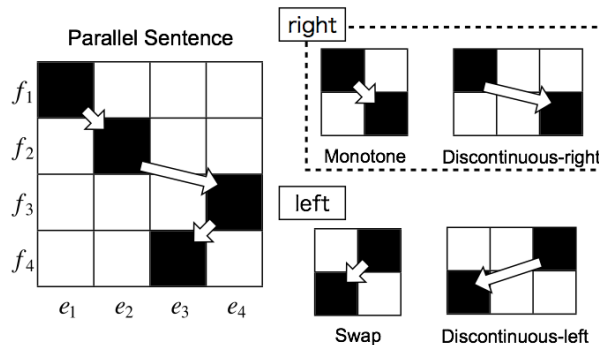 Parallel Sentence
f1
f2
f3
f4
e1 e2 e3 e4
right
Monotone Discontinuous-right
left
Swap Discontinuous-left